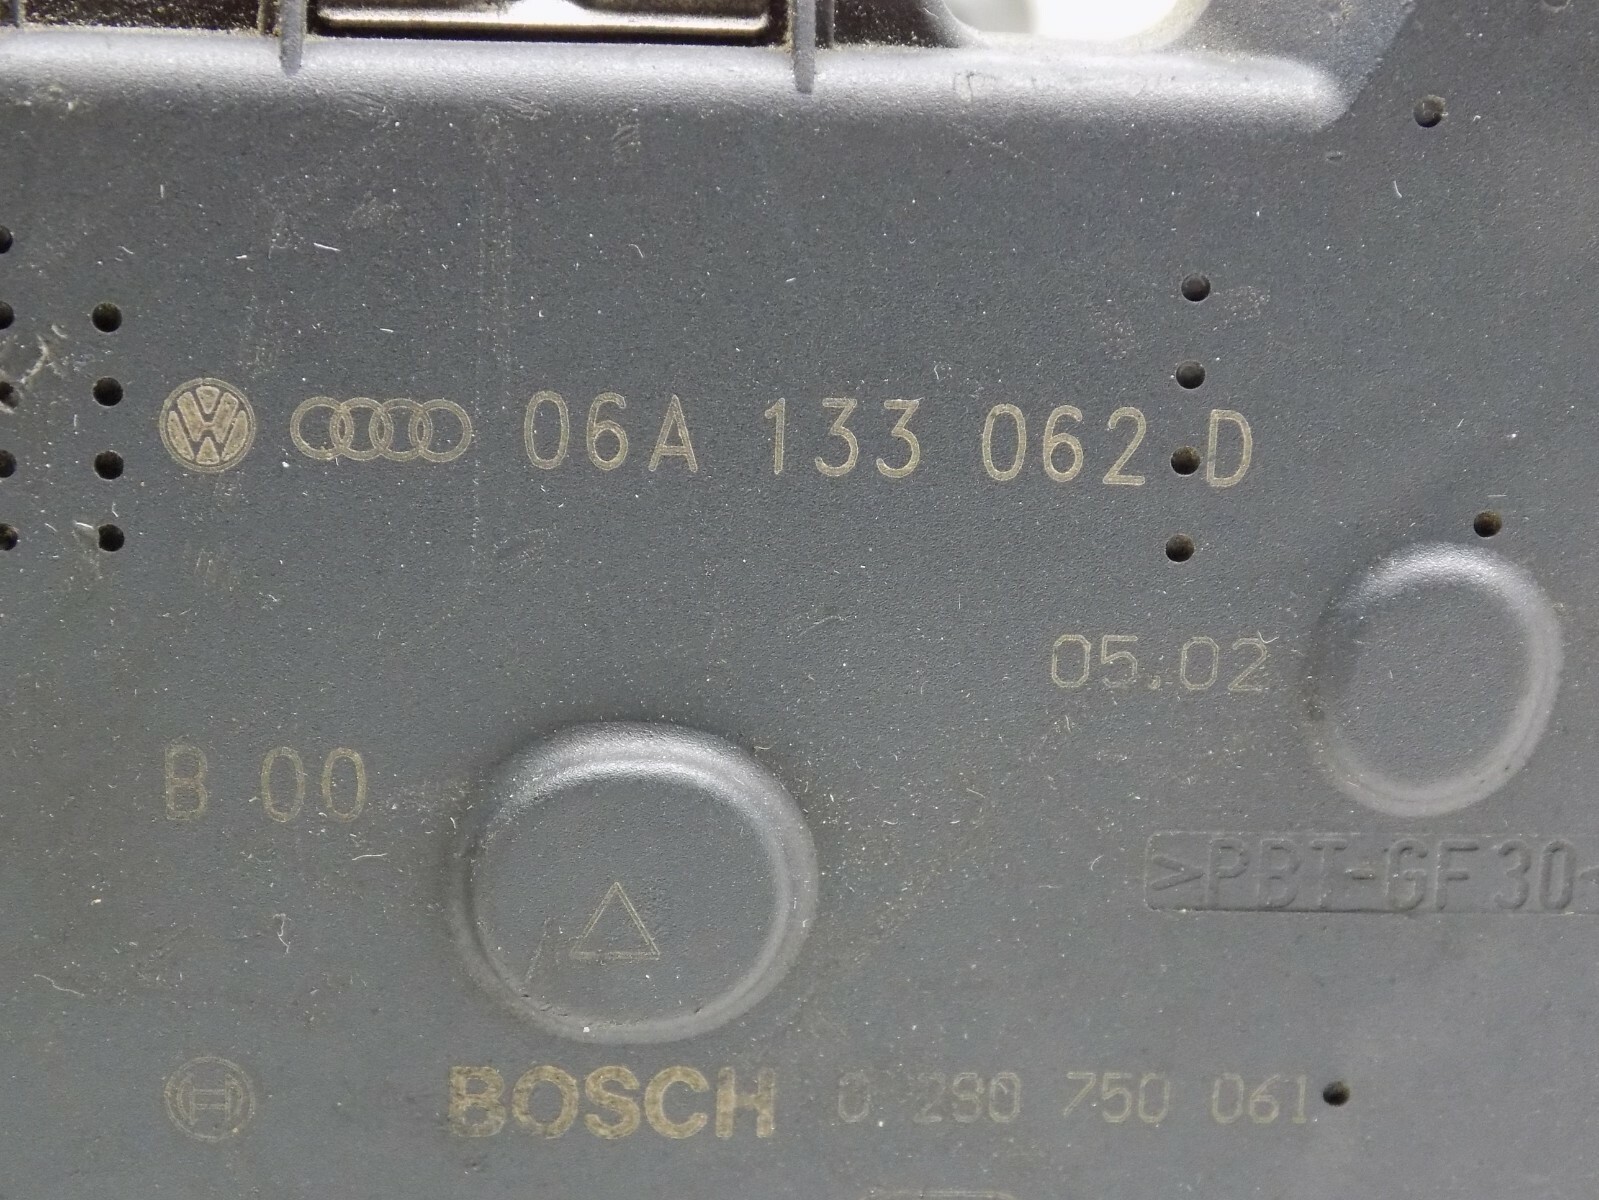 06A 133 062 D
05.02
B 00
>PBT-GF30<
BOSCH 0 280 750 061